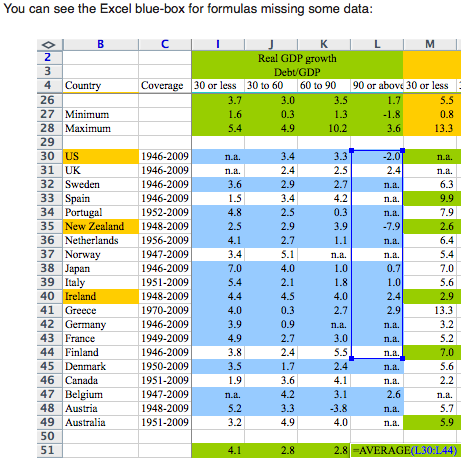 You can see the Excel blue-box for formulas missing some data:
B C I J K L M
2 Real GDP growth
3 Debt/GDP
4 Country Coverage 30 or less 30 to 60 60 to 90 90 or above 30 or less
26 3.7 3.0 3.5 1.7 5.5
27 Minimum 1.6 0.3 1.3 -1.8 0.8
28 Maximum 5.4 4.9 10.2 3.6 13.3
29
30 US 1946-2009 n.a. 3.4 3.3 -2.0 n.a.
31 UK 1946-2009 n.a. 2.4 2.5 2.4 n.a.
32 Sweden 1946-2009 3.6 2.9 2.7 n.a. 6.3
33 Spain 1946-2009 1.5 3.4 4.2 n.a. 9.9
34 Portugal 1952-2009 4.8 2.5 0.3 n.a. 7.9
35 New Zealand 1948-2009 2.5 2.9 3.9 -7.9 2.6
36 Netherlands 1956-2009 4.1 2.7 1.1 n.a. 6.4
37 Norway 1947-2009 3.4 5.1 n.a. n.a. 5.4
38 Japan 1946-2009 7.0 4.0 1.0 0.7 7.0
39 Italy 1951-2009 5.4 2.1 1.8 1.0 5.6
40 Ireland 1948-2009 4.4 4.5 4.0 2.4 2.9
41 Greece 1970-2009 4.0 0.3 2.7 2.9 13.3
42 Germany 1946-2009 3.9 0.9 n.a. n.a. 3.2
43 France 1949-2009 4.9 2.7 3.0 n.a. 5.2
44 Finland 1946-2009 3.8 2.4 5.5 n.a. 7.0
45 Denmark 1950-2009 3.5 1.7 2.4 n.a. 5.6
46 Canada 1951-2009 1.9 3.6 4.1 n.a. 2.2
47 Belgium 1947-2009 n.a. 4.2 3.1 2.6 n.a.
48 Austria 1948-2009 5.2 3.3 -3.8 n.a. 5.7
49 Australia 1951-2009 3.2 4.9 4.0 n.a. 5.9
50
51 4.1 2.8 2.8 =AVERAGE(L30:L44)